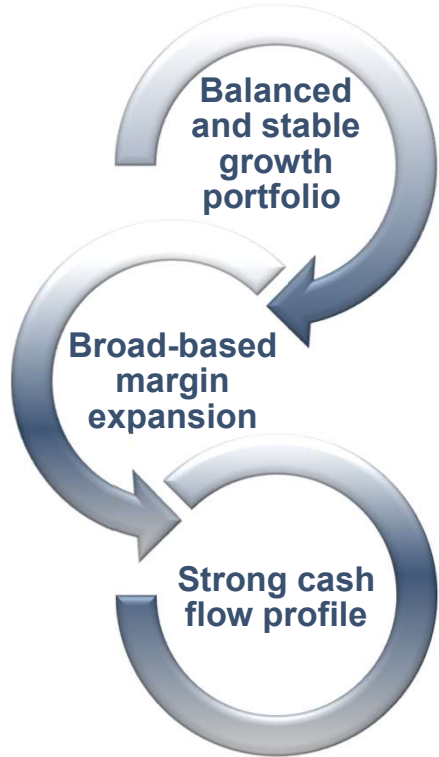 Balanced
and stable
growth
portfolio
Broad-based
margin
expansion
Strong cash
flow profile